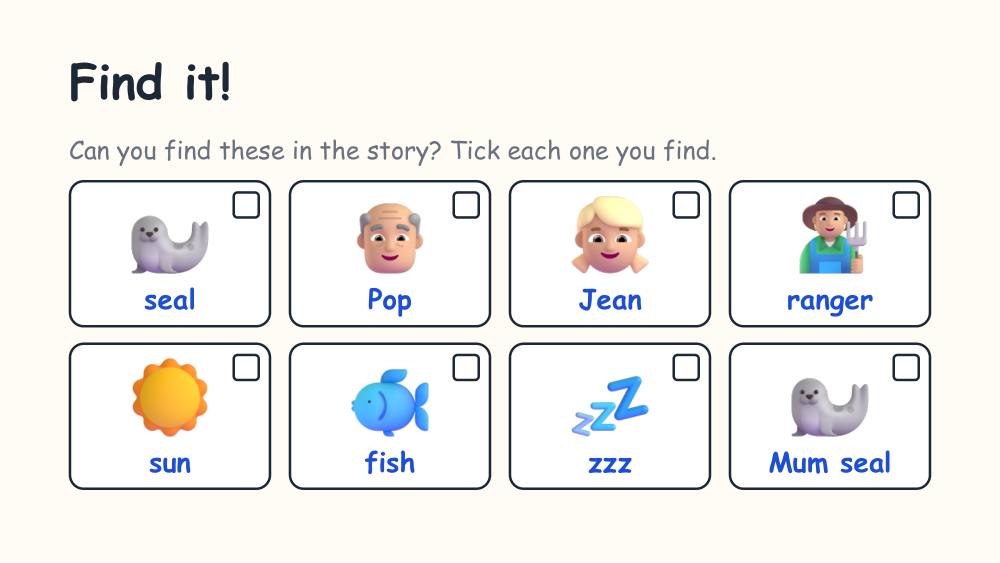 Find it!
Can you find these in the story? Tick each one you find.
seal
Pop
Jean
ranger
sun
fish
zzz
Mum seal